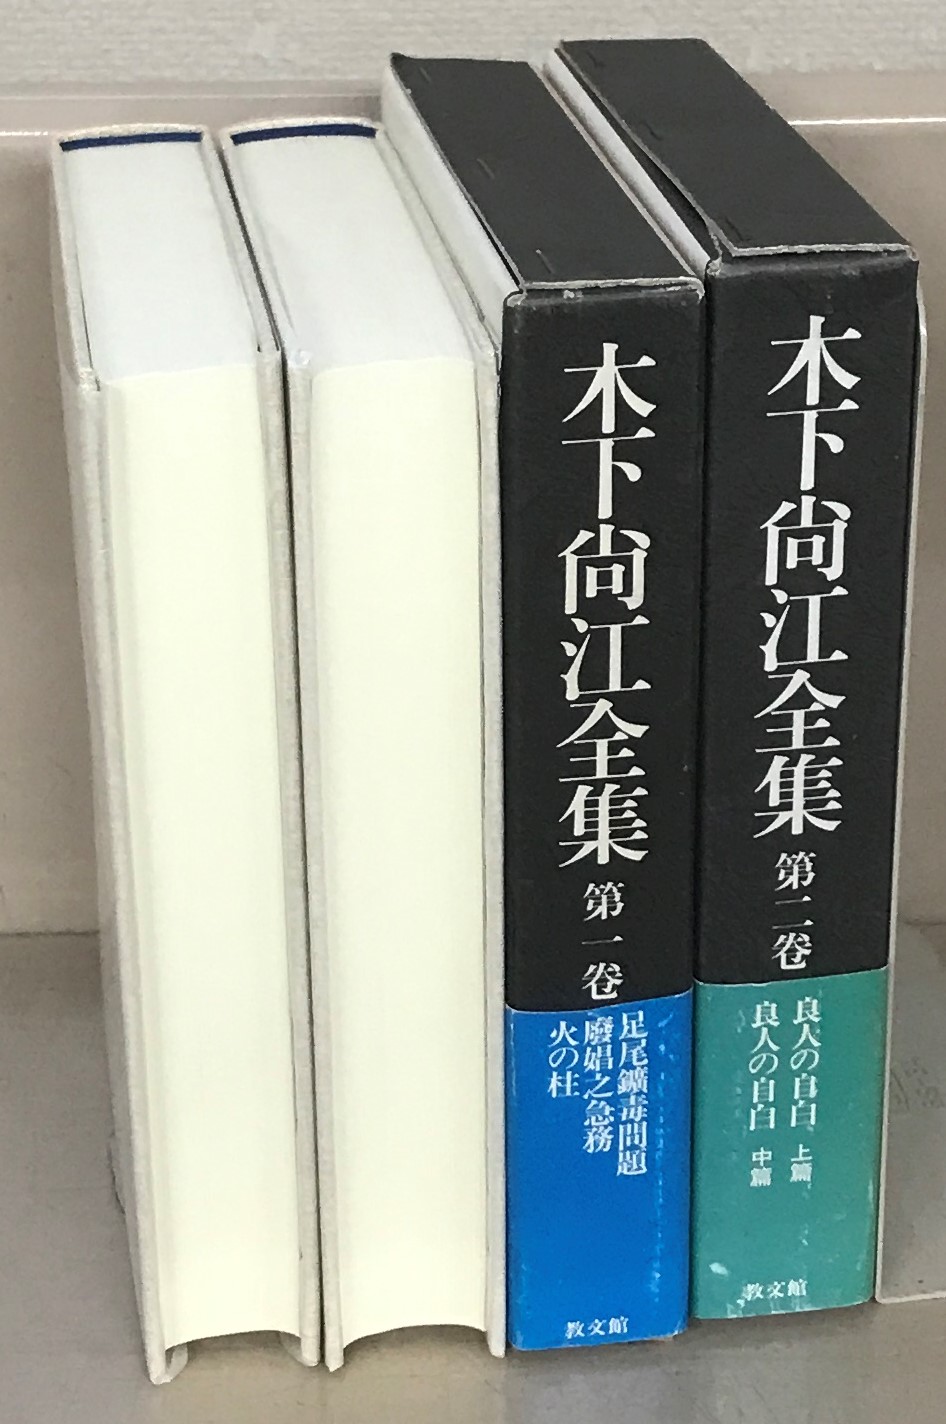 木下尚江全集 第一巻
足尾鑛毒問題
廢娼之急務
火の柱
教文館
木下尚江全集 第二巻
良人の自白 上篇
良人の自白 中篇
教文館